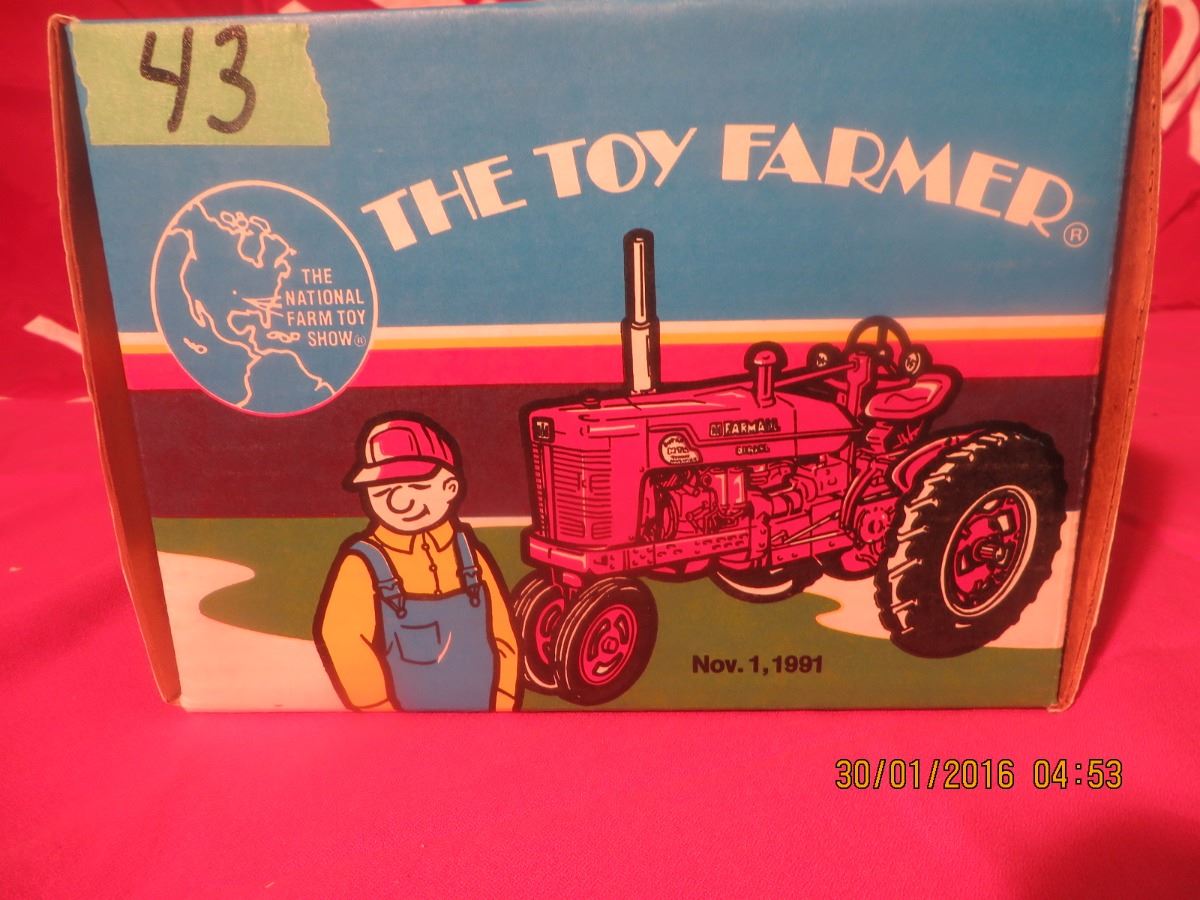 43
THE TOY FARMER®
THE
NATIONAL
FARM TOY
SHOW®
FARMALL
Nov. 1, 1991
30/01/2016 04:53